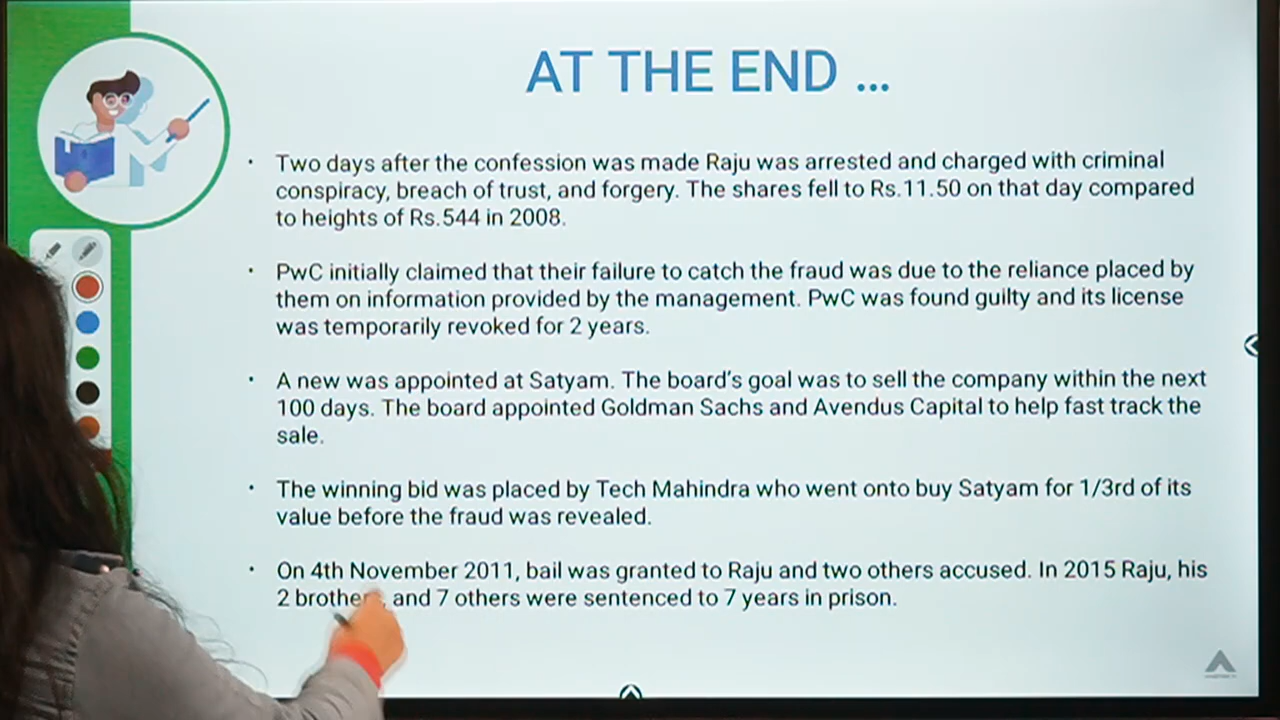 AT THE END ...
· Two days after the confession was made Raju was arrested and charged with criminal
conspiracy, breach of trust, and forgery. The shares fell to Rs.11.50 on that day compared
to heights of Rs.544 in 2008.
· PwC initially claimed that their failure to catch the fraud was due to the reliance placed by
them on information provided by the management. PwC was found guilty and its license
was temporarily revoked for 2 years.
· A new was appointed at Satyam. The board's goal was to sell the company within the next
100 days. The board appointed Goldman Sachs and Avendus Capital to help fast track the
sale.
· The winning bid was placed by Tech Mahindra who went onto buy Satyam for 1/3rd of its
value before the fraud was revealed.
· On 4th November 2011, bail was granted to Raju and two others accused. In 2015 Raju, his
2 brothers, and 7 others were sentenced to 7 years in prison.